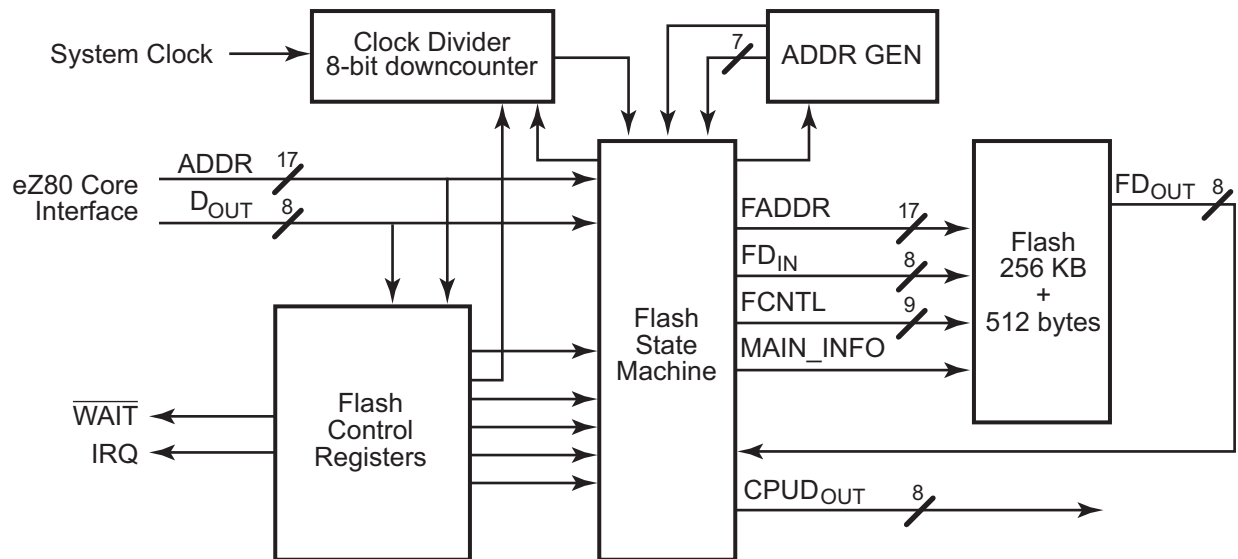 System Clock
Clock Divider
8-bit downcounter
7
ADDR GEN
eZ80 Core
Interface
ADDR
17
DOUT
8
FADDR
17
FDIN
8
FCNTL
9
MAIN_INFO
Flash
256 KB
+
512 bytes
FDOUT
8
Flash
State
Machine
Flash
Control
Registers
WAIT
IRQ
CPUDOUT
8